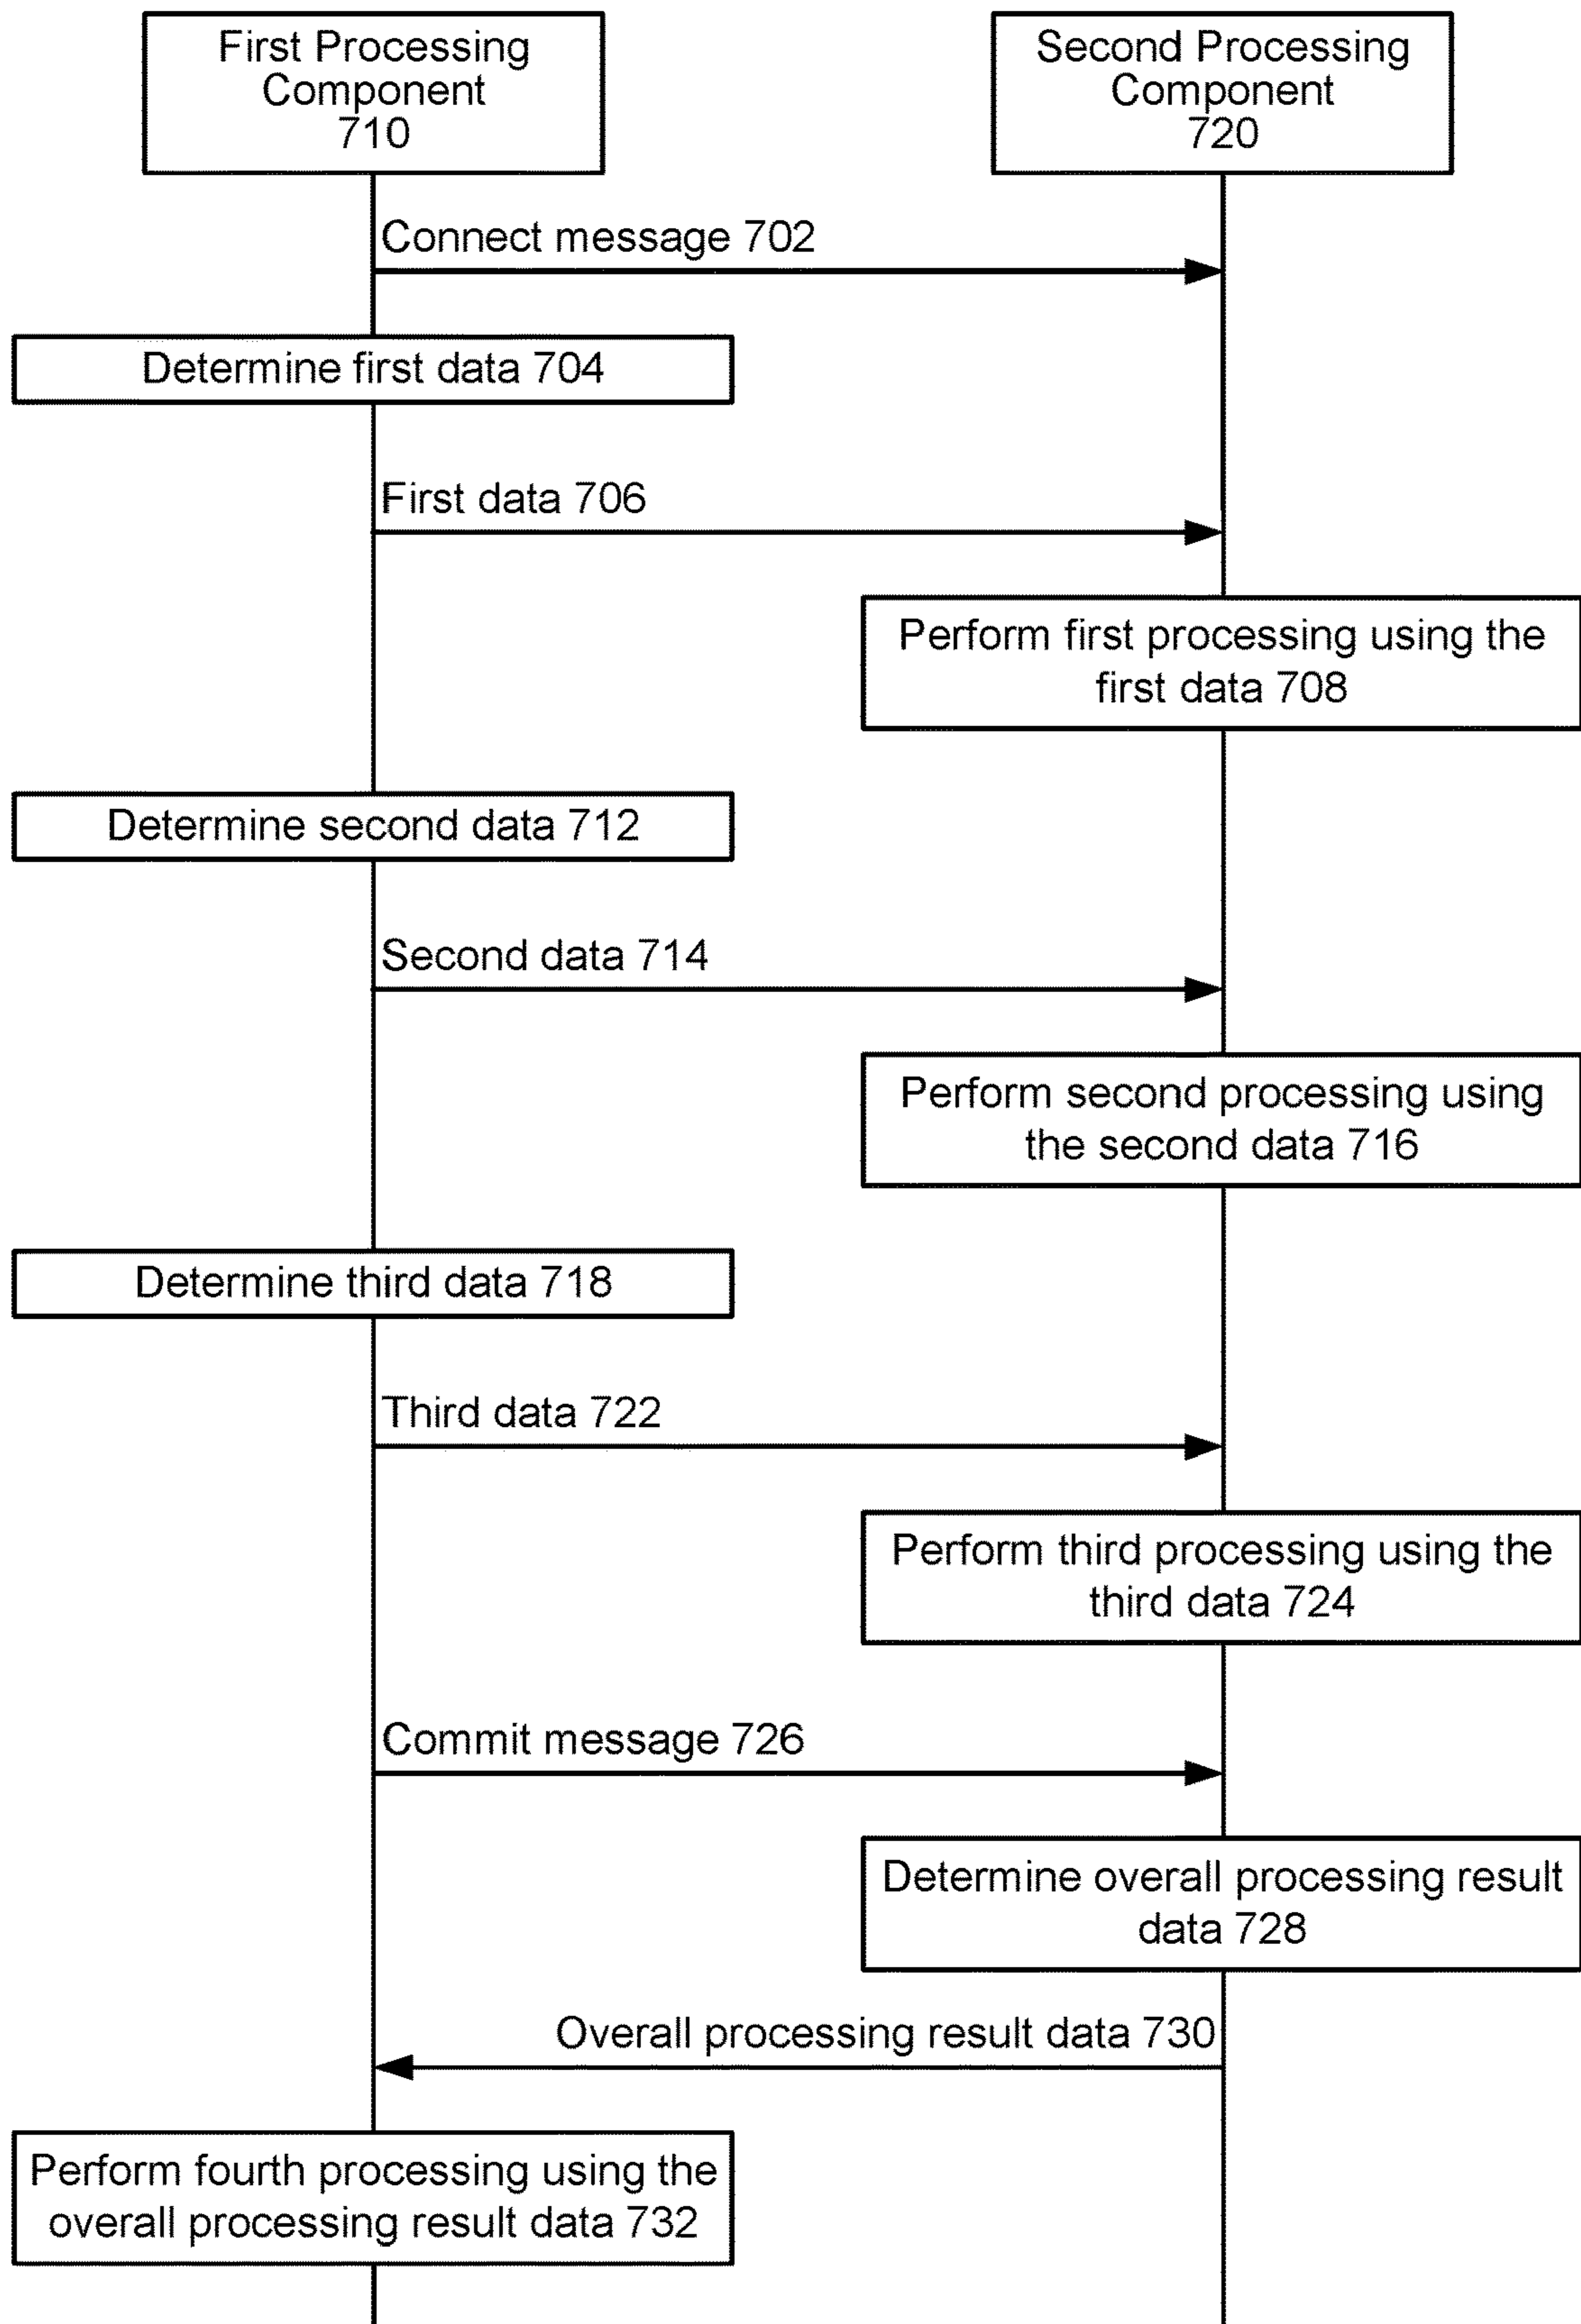 First Processing
Component
710
Second Processing
Component
720
Connect message 702
Determine first data 704
First data 706
Perform first processing using the
first data 708
Determine second data 712
Second data 714
Perform second processing using
the second data 716
Determine third data 718
Third data 722
Perform third processing using the
third data 724
Commit message 726
Determine overall processing result
data 728
Overall processing result data 730
Perform fourth processing using the
overall processing result data 732